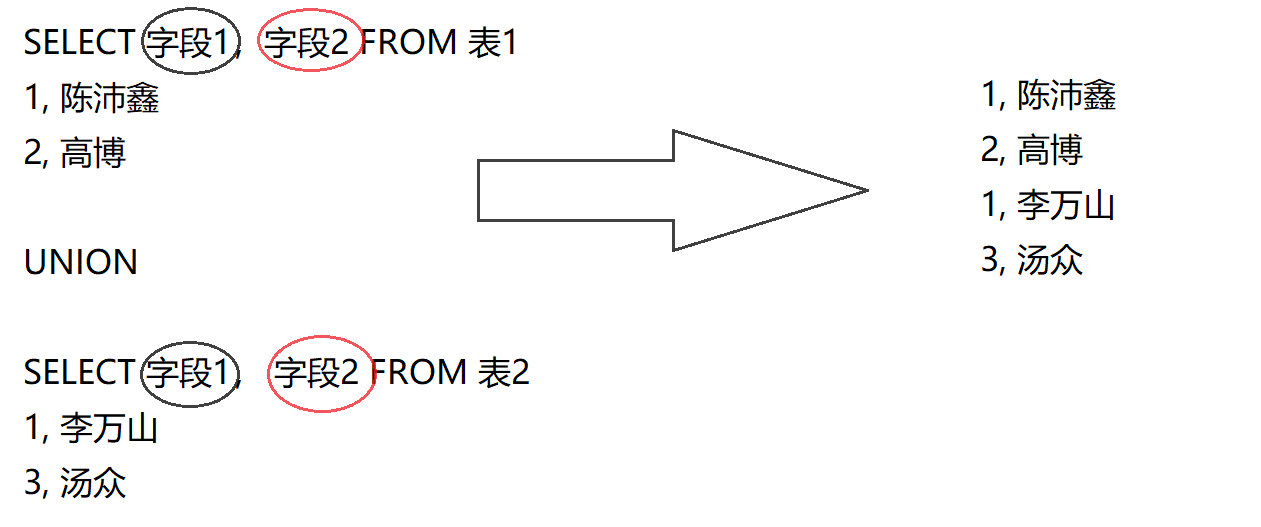 SELECT 字段1, 字段2 FROM 表1
1, 陈沛鑫
2, 高博
UNION
SELECT 字段1, 字段2 FROM 表2
1, 李万山
3, 汤众
1, 陈沛鑫
2, 高博
1, 李万山
3, 汤众